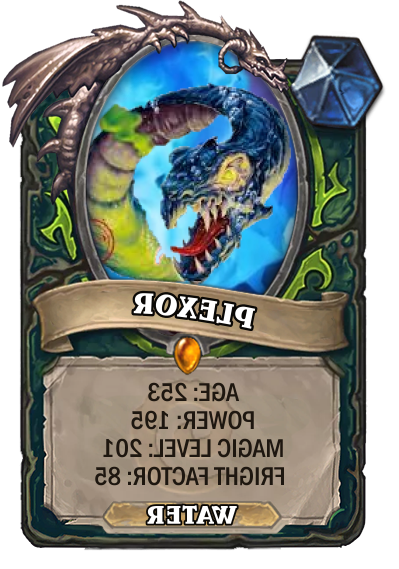 PLEXOR
AGE: 253
POWER: 195
MAGIC LEVEL: 201
FRIGHT FACTOR: 85
WATER